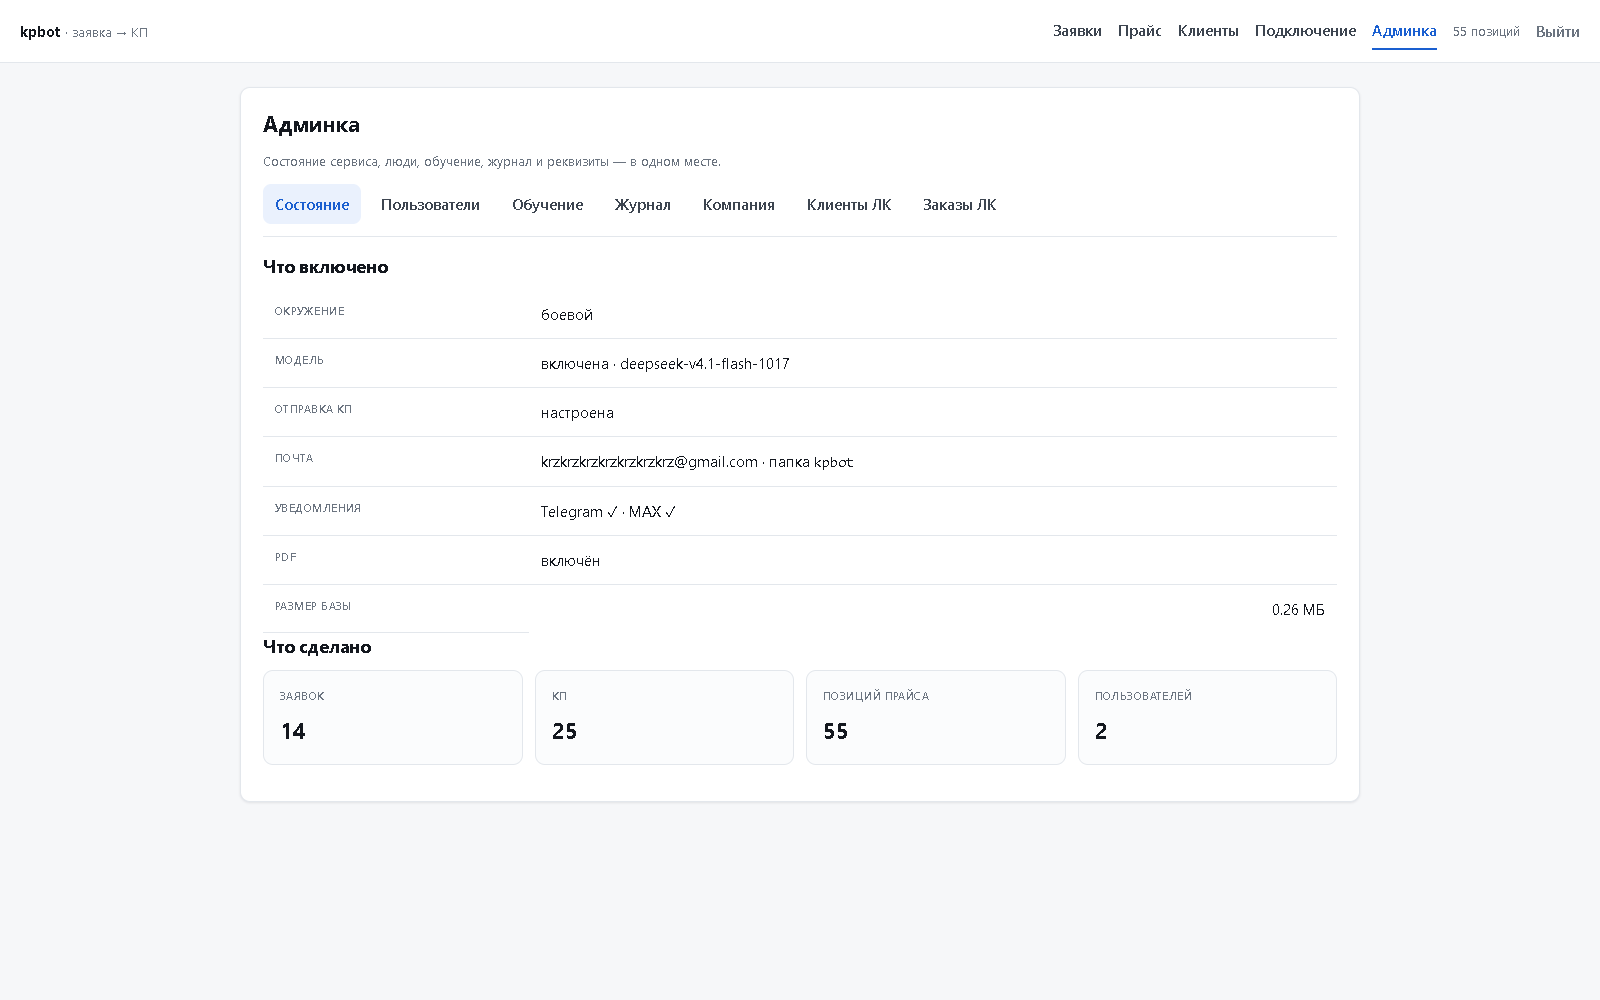 kpbot · заявка → КП
Заявки Прайс Клиенты Подключение Админка 55 позиций Выйти
Админка
Состояние сервиса, люди, обучение, журнал и реквизиты — в одном месте.
Состояние Пользователи Обучение Журнал Компания Клиенты ЛК Заказы ЛК
Что включено
ОКРУЖЕНИЕ боевой
МОДЕЛЬ включена · deepseek-v4.1-flash-1017
ОТПРАВКА КП настроена
ПОЧТА krzkrzkrzkrzkrzkrzkrz@gmail.com · папка kpbot
УВЕДОМЛЕНИЯ Telegram ✓ · MAX ✓
PDF включён
РАЗМЕР БАЗЫ 0.26 МБ
Что сделано
ЗАЯВОК КП ПОЗИЦИЙ ПРАЙСА ПОЛЬЗОВАТЕЛЕЙ
14 25 55 2